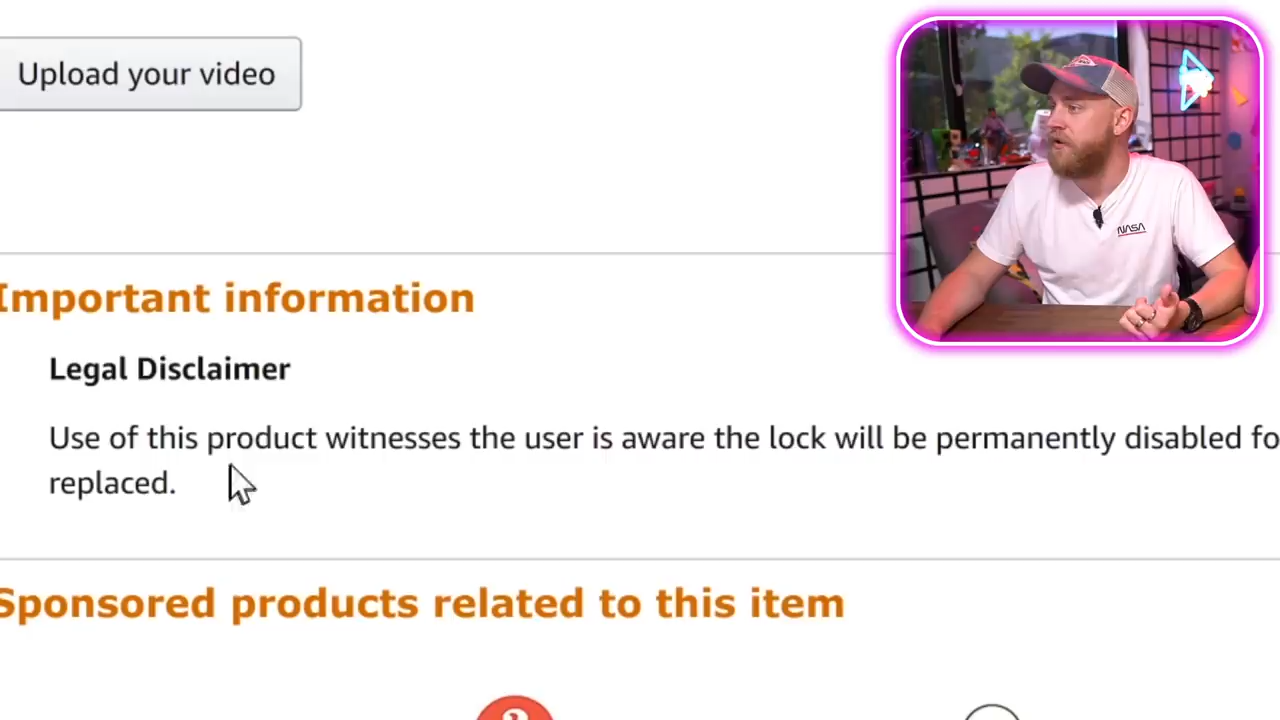 Upload your video
NASA
Important information
Legal Disclaimer
Use of this product witnesses the user is aware the lock will be permanently disabled fo
replaced.
Sponsored products related to this item